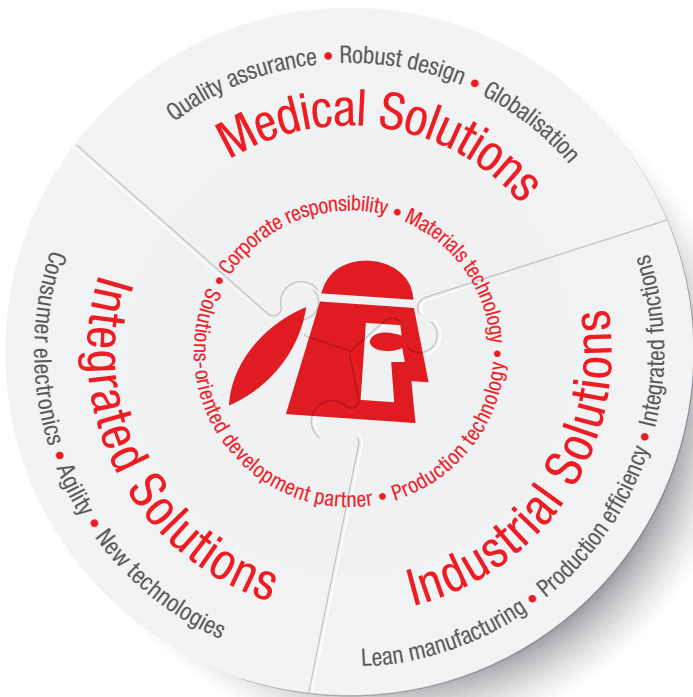 Quality assurance • Robust design • Globalisation
Medical Solutions
Corporate responsibility • Materials technology •
Production technology •
Solutions-oriented development partner •
Integrated Solutions
Consumer electronics • Agility • New technologies
Industrial Solutions
Lean manufacturing • Production efficiency • Integrated functions